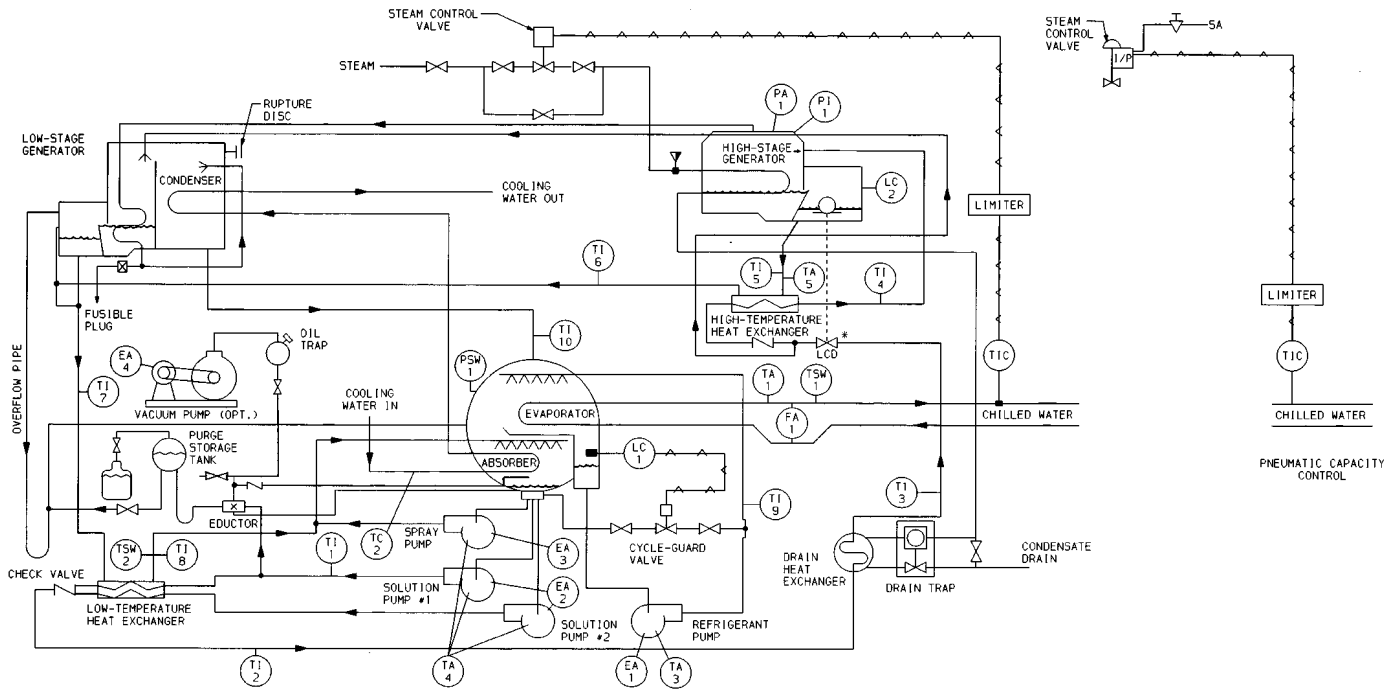 STEAM CONTROL
VALVE
STEAM
STEAM
CONTROL
VALVE
I/P
SA
RUPTURE
DISC
PA
1
PI
1
LOW-STAGE
GENERATOR
CONDENSER
HIGH-STAGE
GENERATOR
LC
2
COOLING
WATER OUT
LIMITER
TI
6
TI
5
TA
5
TI
4
FUSIBLE
PLUG
HIGH-TEMPERATURE
HEAT EXCHANGER
LIMITER
OIL
TRAP
TI
10
LCD
*
EA
4
PSW
1
TIC
TIC
OVERFLOW PIPE
TI
7
VACUUM PUMP (OPT.)
COOLING
WATER IN
TA
1
TSW
1
EVAPORATOR
FA
1
CHILLED WATER
CHILLED WATER
PURGE
STORAGE
TANK
ABSORBER
LC
1
PNEUMATIC CAPACITY
CONTROL
TI
3
TI
9
EDUCTOR
TC
2
SPRAY
PUMP
EA
3
CYCLE-GUARD
VALVE
DRAIN
HEAT
EXCHANGER
CONDENSATE
DRAIN
TSW
2
TI
8
TI
1
CHECK VALVE
SOLUTION
PUMP #1
EA
2
DRAIN TRAP
LOW-TEMPERATURE
HEAT EXCHANGER
SOLUTION
PUMP #2
REFRIGERANT
PUMP
TI
2
TA
4
EA
1
TA
3